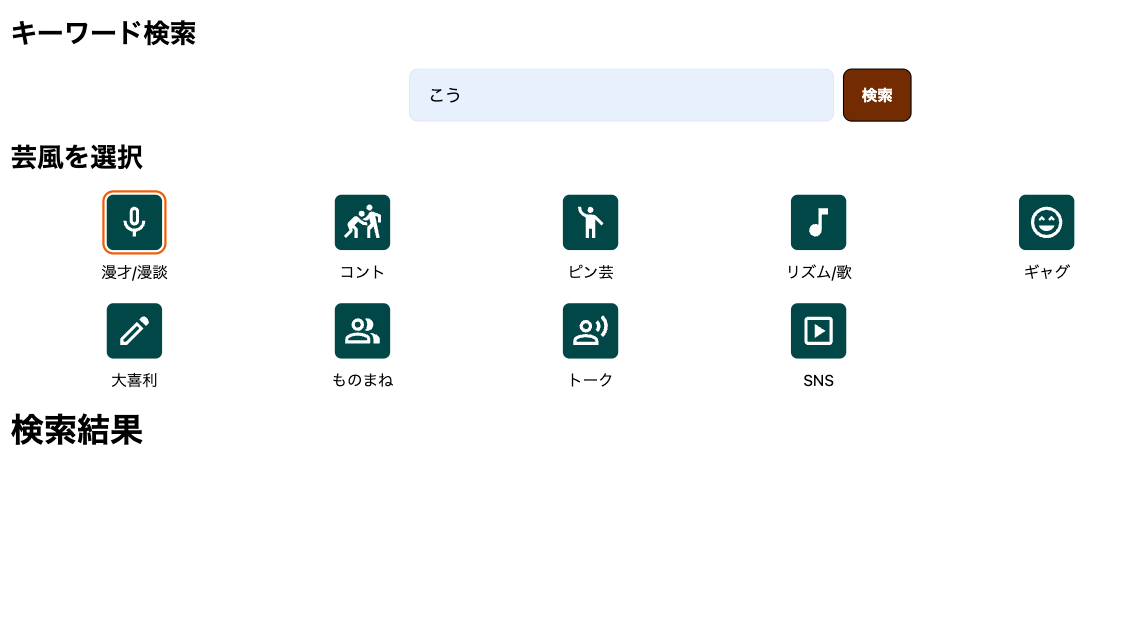 キーワード検索
こう 検索
芸風を選択
漫才/漫談 コント ピン芸 リズム/歌 ギャグ
大喜利 ものまね トーク SNS
検索結果